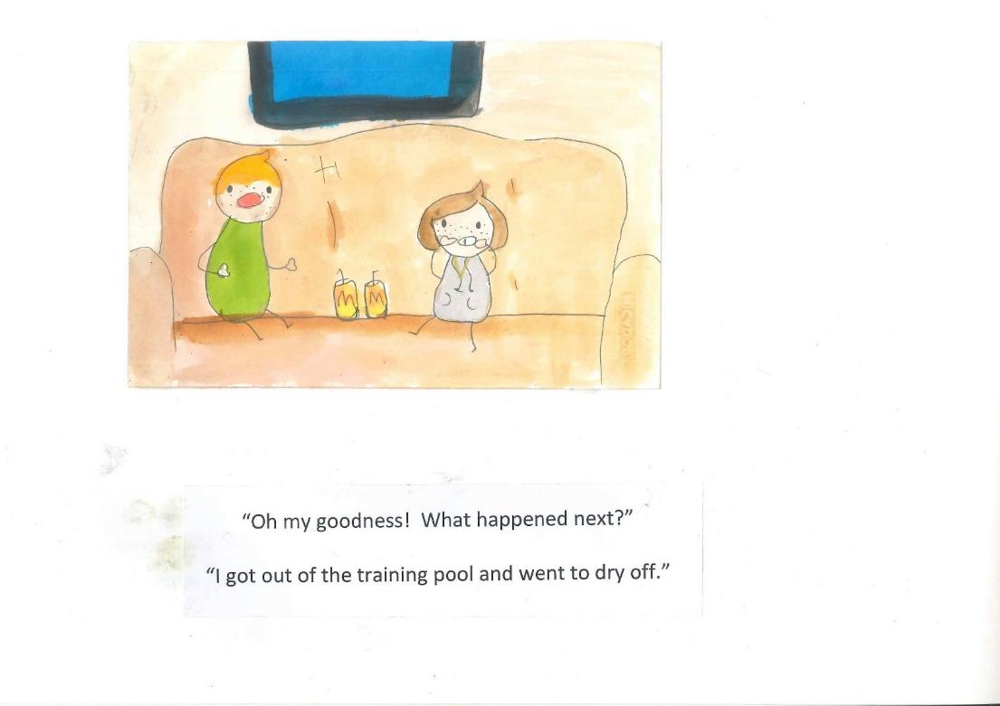 M M
“Oh my goodness!  What happened next?”
“I got out of the training pool and went to dry off.”